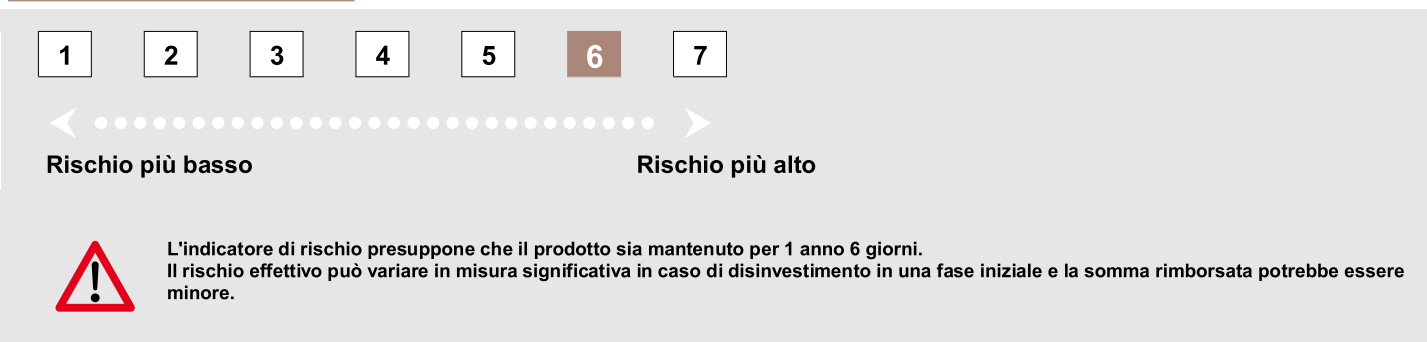 1 2 3 4 5 6 7
Rischio più basso Rischio più alto
L'indicatore di rischio presuppone che il prodotto sia mantenuto per 1 anno 6 giorni.
Il rischio effettivo può variare in misura significativa in caso di disinvestimento in una fase iniziale e la somma rimborsata potrebbe essere
minore.